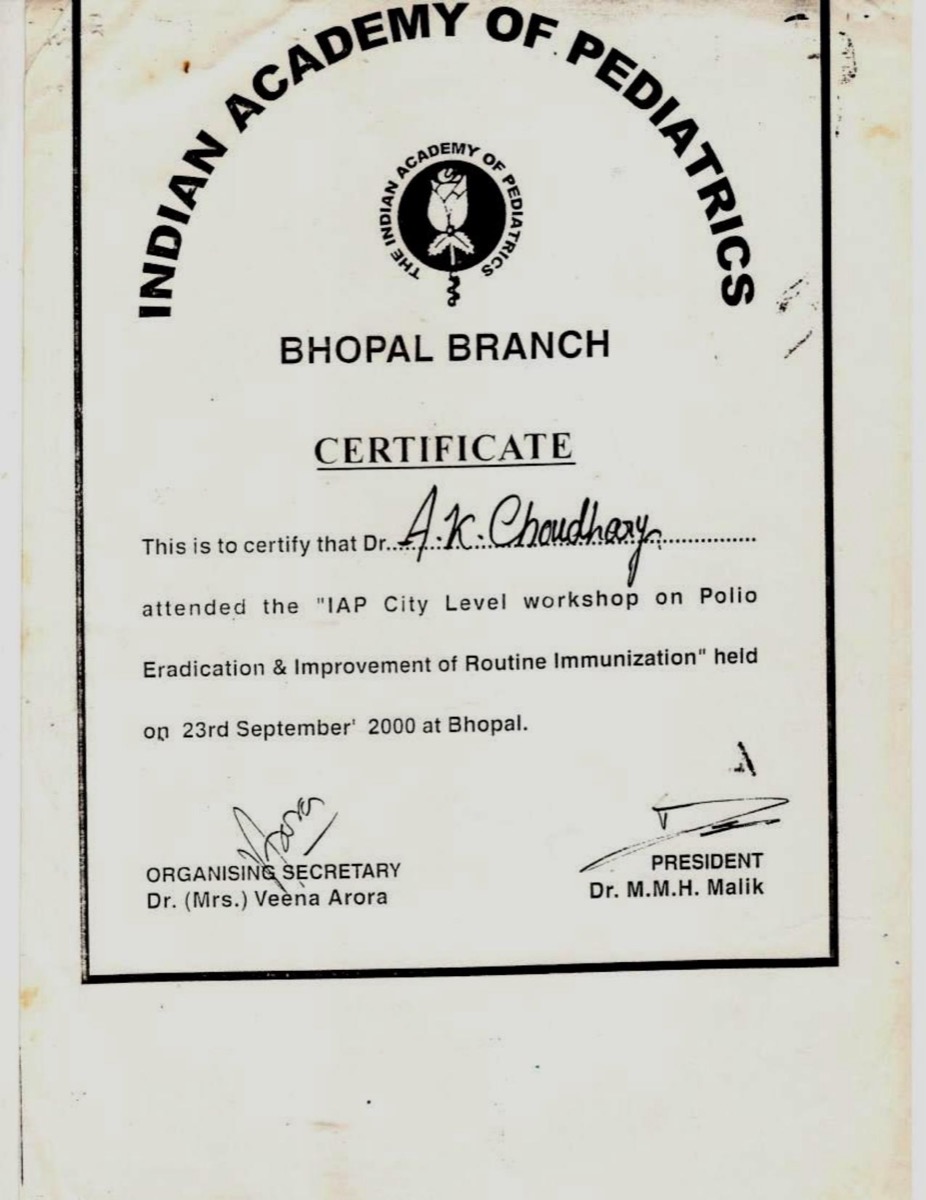 INDIAN ACADEMY OF PEDIATRICS
THE INDIAN ACADEMY OF PEDIATRICS
BHOPAL BRANCH
CERTIFICATE
This is to certify that Dr. A.K. Choudhary
attended the "IAP City Level workshop on Polio
Eradication & Improvement of Routine Immunization" held
on 23rd September' 2000 at Bhopal.
Arora
ORGANISING SECRETARY
Dr. (Mrs.) Veena Arora
PRESIDENT
Dr. M.M.H. Malik